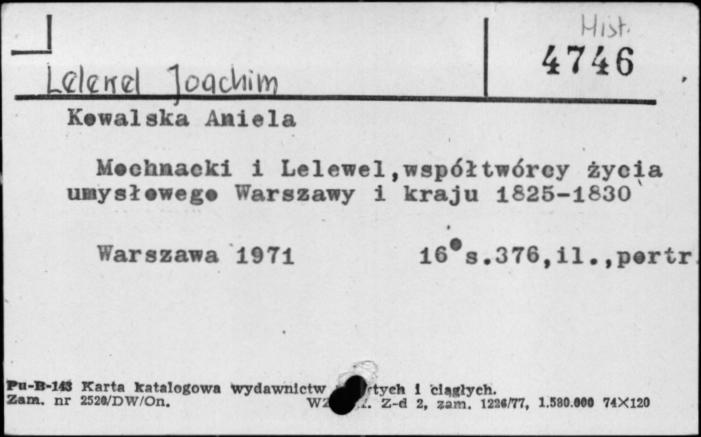 Hist.
4746
Lelewel Joachim
Kowalska Aniela
Mochnacki i Lelewel,współtwórcy życia
umysłowego Warszawy i kraju 1825-1830
Warszawa 1971 16° s.376,il.,portr.
Pu-B-143 Karta katalogowa wydawnictw i ciągłych.
Zam. nr 2520/DW/On. Z-d 2, zam. 1226/77, 1.580.000 74×120